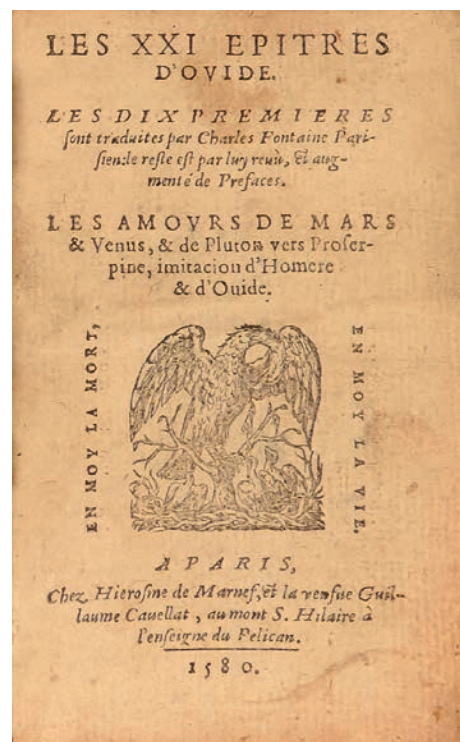 LES XXI EPITRES
D'OVIDE.
LES DIX PREMIERES
ſont traduites par Charles Fontaine Pari-
ſien: le reſte eſt par luy reuù, & aug-
menté de Prefaces.
LES AMOVRS DE MARS
& Venus, & de Pluton vers Proſer-
pine, imitacion d'Homere
& d'Ouide.
EN MOY LA MORT,
EN MOY LA VIE.
A PARIS,
Chez Hieroſme de Marnef, & la venfue Guil-
laume Cauellat, au mont S. Hilaire à
l'enſeigne du Pelican.
1580.